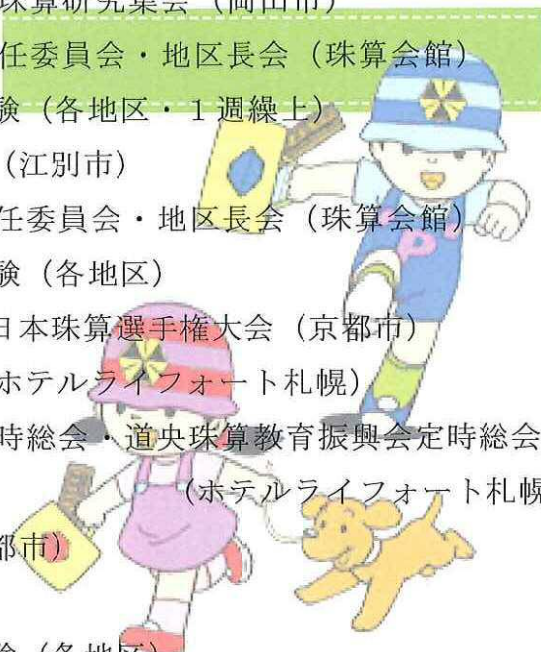 珠算研究集会（岡山市）
任委員会・地区長会（珠算会館）
験（各地区・１週繰上）
（江別市）
任委員会・地区長会（珠算会館）
験（各地区）
日本珠算選手権大会（京都市）
ホテルライフォート札幌）
時総会・道央珠算教育振興会定時総会
（ホテルライフォート札幌
都市）
験（各地区）